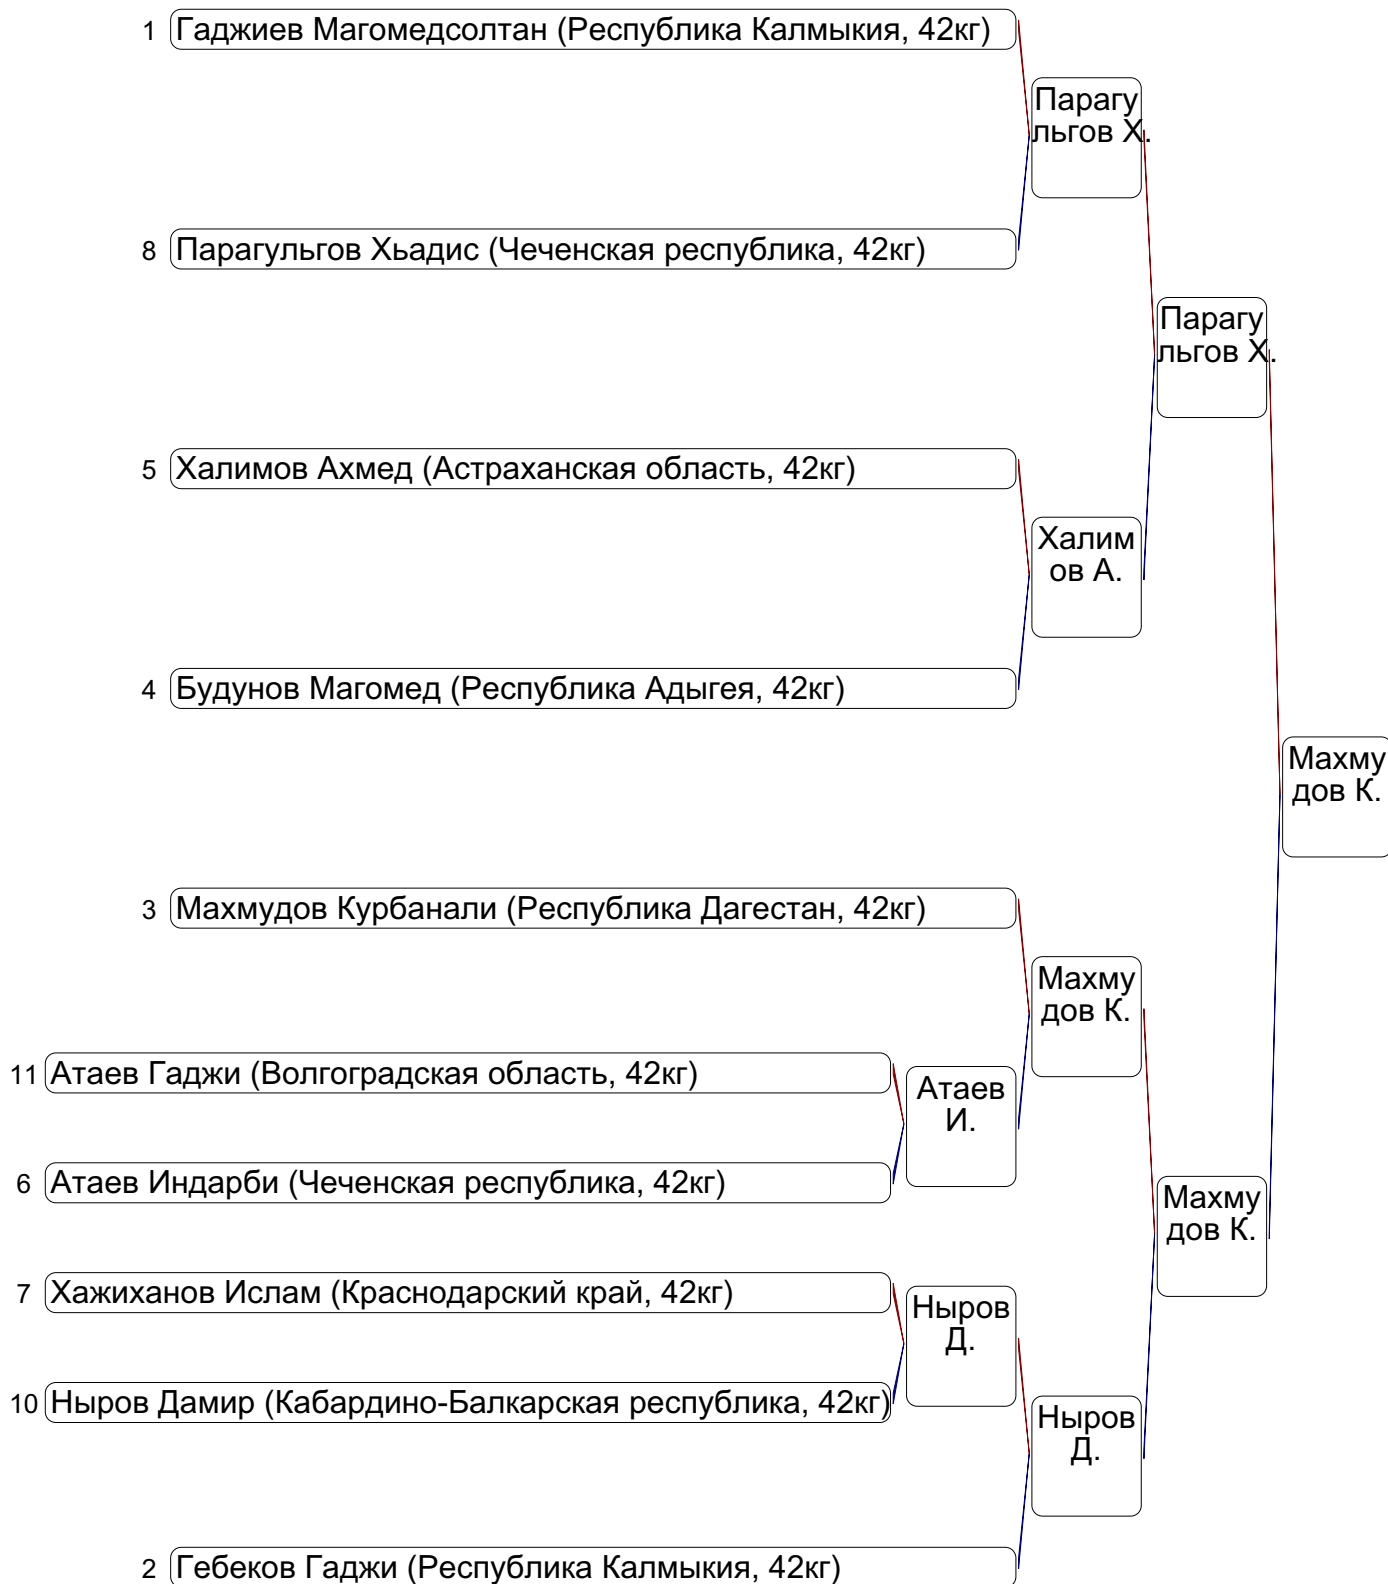 1 Гаджиев Магомедсолтан (Республика Калмыкия, 42кг)
Парагу
льгов Х.
8 Парагульгов Хьадис (Чеченская республика, 42кг)
Парагу
льгов Х.
5 Халимов Ахмед (Астраханская область, 42кг)
Халим
ов А.
4 Будунов Магомед (Республика Адыгея, 42кг)
Махму
дов К.
3 Махмудов Курбанали (Республика Дагестан, 42кг)
Махму
дов К.
11 Атаев Гаджи (Волгоградская область, 42кг)
Атаев
И.
6 Атаев Индарби (Чеченская республика, 42кг)
Махму
дов К.
7 Хажиханов Ислам (Краснодарский край, 42кг)
Ныров
Д.
10 Ныров Дамир (Кабардино-Балкарская республика, 42кг)
Ныров
Д.
2 Гебеков Гаджи (Республика Калмыкия, 42кг)